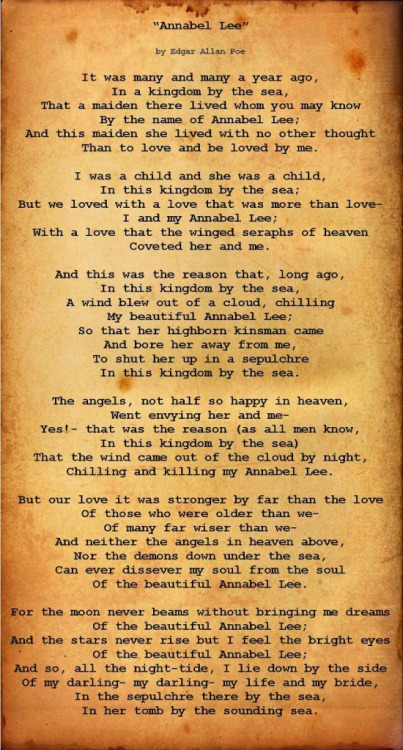 “Annabel Lee”
by Edgar Allan Poe
It was many and many a year ago,
In a kingdom by the sea,
That a maiden there lived whom you may know
By the name of Annabel Lee;
And this maiden she lived with no other thought
Than to love and be loved by me.
I was a child and she was a child,
In this kingdom by the sea;
But we loved with a love that was more than love-
I and my Annabel Lee;
With a love that the winged seraphs of heaven
Coveted her and me.
And this was the reason that, long ago,
In this kingdom by the sea,
A wind blew out of a cloud, chilling
My beautiful Annabel Lee;
So that her highborn kinsman came
And bore her away from me,
To shut her up in a sepulchre
In this kingdom by the sea.
The angels, not half so happy in heaven,
Went envying her and me-
Yes!- that was the reason (as all men know,
In this kingdom by the sea)
That the wind came out of the cloud by night,
Chilling and killing my Annabel Lee.
But our love it was stronger by far than the love
Of those who were older than we-
Of many far wiser than we-
And neither the angels in heaven above,
Nor the demons down under the sea,
Can ever dissever my soul from the soul
Of the beautiful Annabel Lee.
For the moon never beams without bringing me dreams
Of the beautiful Annabel Lee;
And the stars never rise but I feel the bright eyes
Of the beautiful Annabel Lee;
And so, all the night-tide, I lie down by the side
Of my darling- my darling- my life and my bride,
In the sepulchre there by the sea,
In her tomb by the sounding sea.